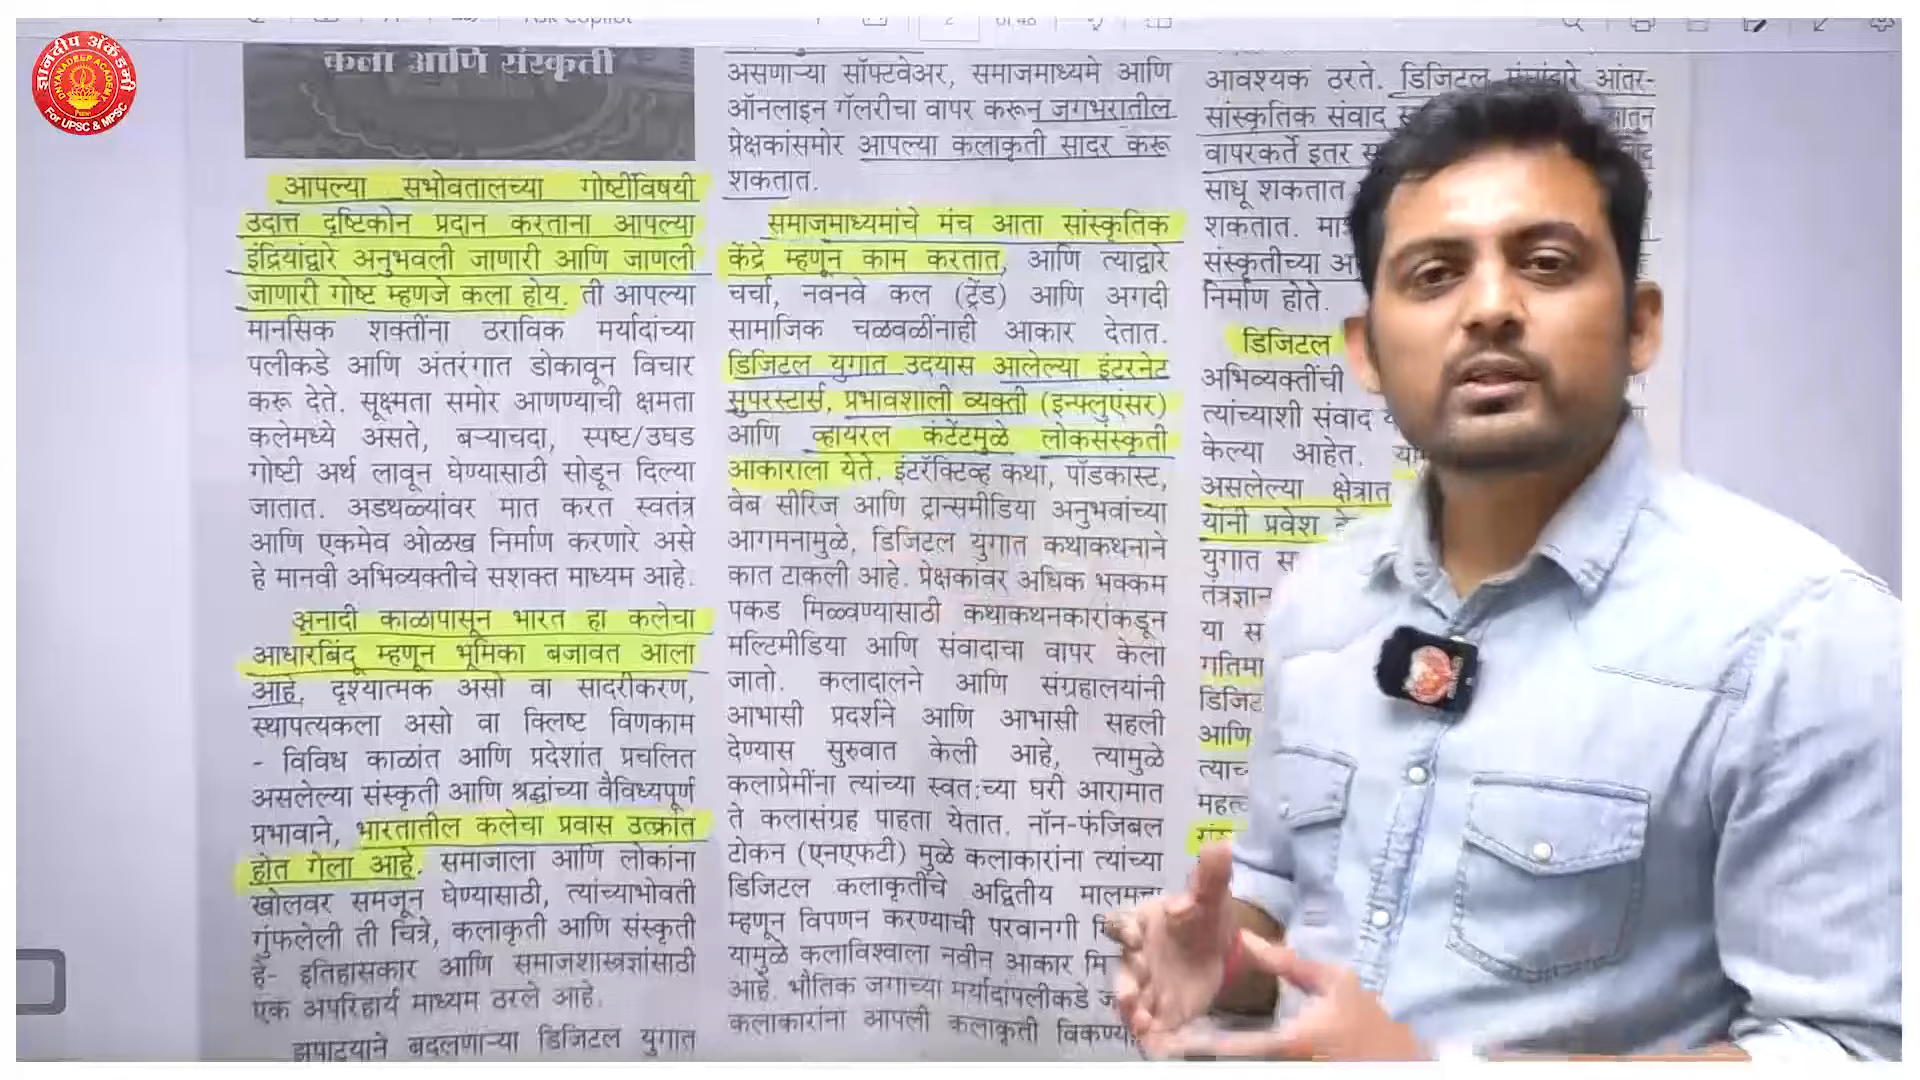 ज्ञानदीप अॅकॅडमी
DNYANADEEP ACADEMY
For UPSC & MPSC
कला आणि संस्कृती
आपल्या सभोवतालच्या गोष्टींविषयी
उदात्त दृष्टिकोन प्रदान करताना आपल्या
इंद्रियांद्वारे अनुभवली जाणारी आणि जाणली
जाणारी गोष्ट म्हणजे कला होय. ती आपल्या
मानसिक शक्तींना ठराविक मर्यादांच्या
पलीकडे आणि अंतरंगात डोकावून विचार
करू देते. सूक्ष्मता समोर आणण्याची क्षमता
कलेमध्ये असते, बऱ्याचदा, स्पष्ट/उघड
गोष्टी अर्थ लावून घेण्यासाठी सोडून दिल्या
जातात. अडथळ्यांवर मात करत स्वतंत्र
आणि एकमेव ओळख निर्माण करणारे असे
हे मानवी अभिव्यक्तीचे सशक्त माध्यम आहे.
अनादी काळापासून भारत हा कलेचा
आधारबिंदू म्हणून भूमिका बजावत आला
आहे. दृश्यात्मक असो वा सादरीकरण,
स्थापत्यकला असो वा क्लिष्ट विणकाम
- विविध काळांत आणि प्रदेशांत प्रचलित
असलेल्या संस्कृती आणि श्रद्धांच्या वैविध्यपूर्ण
प्रभावाने, भारतातील कलेचा प्रवास उत्क्रांत
होत गेला आहे. समाजाला आणि लोकांना
खोलवर समजून घेण्यासाठी, त्यांच्याभोवती
गुंफलेली ती चित्रे, कलाकृती आणि संस्कृती
हे- इतिहासकार आणि समाजशास्त्रज्ञांसाठी
एक अपरिहार्य माध्यम ठरले आहे.
झपाट्याने बदलणाऱ्या डिजिटल युगात
असणाऱ्या सॉफ्टवेअर, समाजमाध्यमे आणि
ऑनलाइन गॅलरीचा वापर करून जगभरातील
प्रेक्षकांसमोर आपल्या कलाकृती सादर करू
शकतात.
समाजमाध्यमांचे मंच आता सांस्कृतिक
केंद्रे म्हणून काम करतात, आणि त्याद्वारे
चर्चा, नवनवे कल (ट्रेंड) आणि अगदी
सामाजिक चळवळींनाही आकार देतात.
डिजिटल युगात उदयास आलेल्या इंटरनेट
सुपरस्टार्स, प्रभावशाली व्यक्ती (इन्फ्लुएंसर)
आणि व्हायरल कंटेंटमुळे लोकसंस्कृती
आकाराला येते. इंटरॅक्टिव्ह कथा, पॉडकास्ट,
वेब सीरिज आणि ट्रान्समीडिया अनुभवांच्या
आगमनामुळे, डिजिटल युगात कथाकथनाने
कात टाकली आहे. प्रेक्षकांवर अधिक भक्कम
पकड मिळवण्यासाठी कथाकथनकारांकडून
मल्टिमीडिया आणि संवादाचा वापर केला
जातो. कलादालने आणि संग्रहालयांनी
आभासी प्रदर्शने आणि आभासी सहली
देण्यास सुरुवात केली आहे, त्यामुळे
कलाप्रेमींना त्यांच्या स्वत:च्या घरी आरामात
ते कलासंग्रह पाहता येतात. नॉन-फंजिबल
टोकन (एनएफटी) मुळे कलाकारांना त्यांच्या
डिजिटल कलाकृतींचे अद्वितीय मालमत्ता
म्हणून विपणन करण्याची परवानगी
यामुळे कलाविश्वाला नवीन आकार
आहे. भौतिक जगाच्या मर्यादांपलीकडे
कलाकारांना आपली कलाकृती
आवश्यक ठरते. डिजिटल आंतर-
सांस्कृतिक संवाद
वापरकर्ते इतर
साधू शकतात
शकतात.
संस्कृतीच्या
निर्माण होते.
डिजिटल
अभिव्यक्तींची
त्यांच्याशी संवाद
केल्या आहेत.
असलेल्या क्षेत्रात
यांनी प्रवेश
युगात
या
आणि